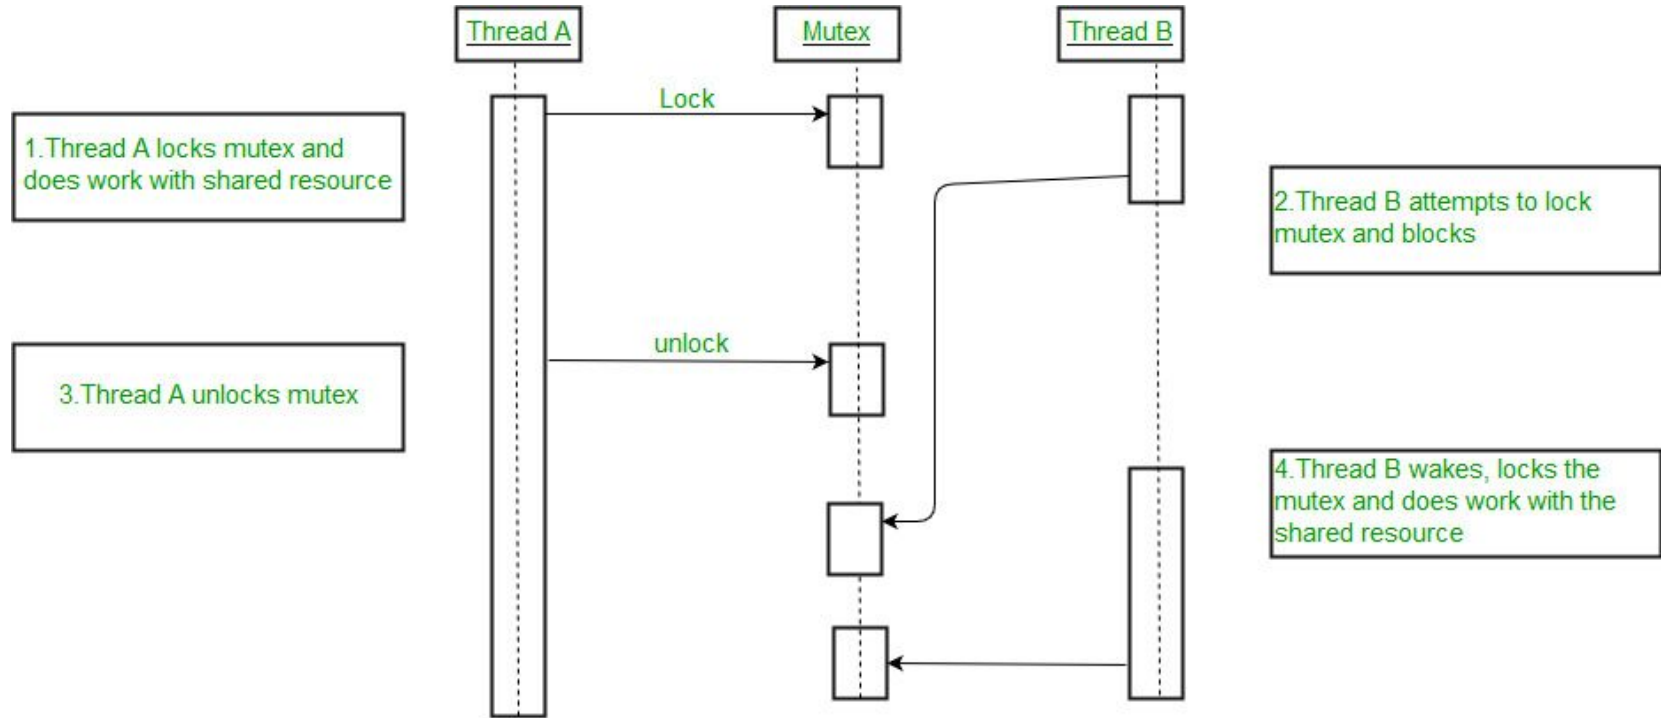 Thread A
Mutex
Thread B
Lock
1.Thread A locks mutex and
does work with shared resource
2.Thread B attempts to lock
mutex and blocks
unlock
3.Thread A unlocks mutex
4.Thread B wakes, locks the
mutex and does work with the
shared resource